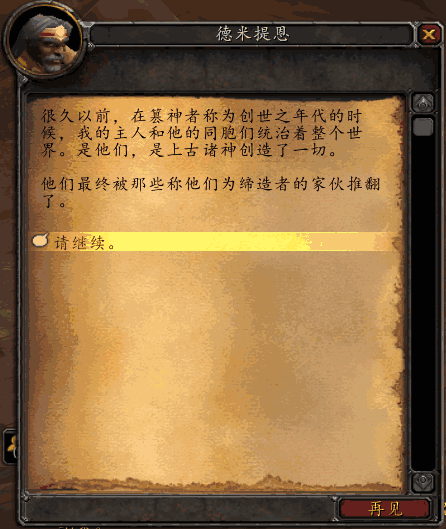 德米提恩
很久以前，在篡神者称为创世之年代的时
候，我的主人和他的同胞们统治着整个世
界。是他们，是上古诸神创造了一切。
他们最终被那些称他们为缔造者的家伙推翻
了。
请继续。
再见